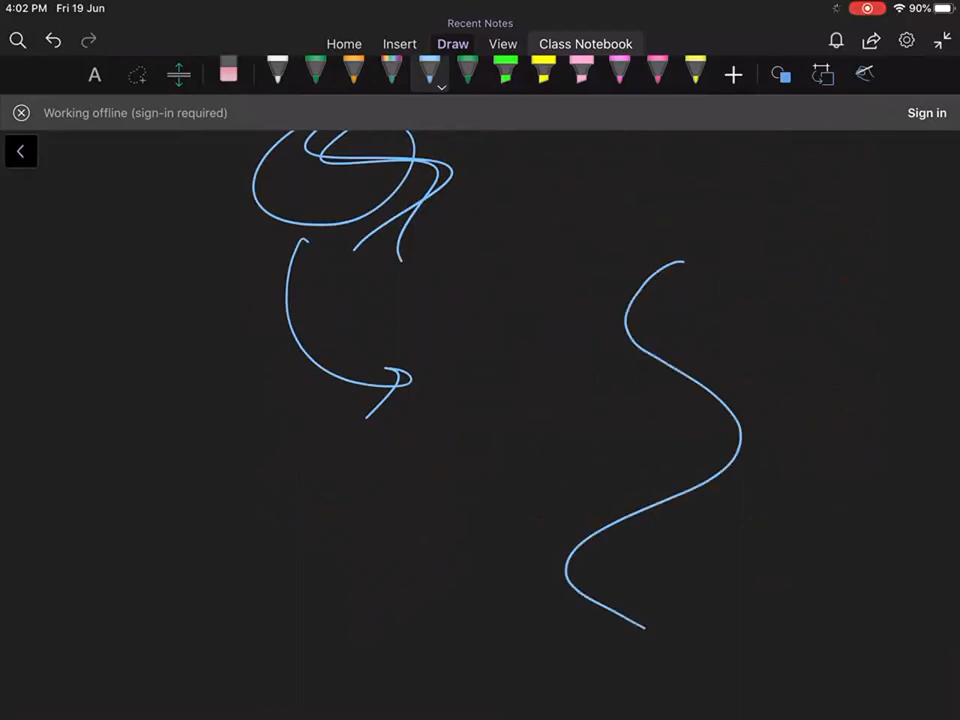 4:02 PM Fri 19 Jun 90%
Recent Notes
Home Insert Draw View Class Notebook
A
Working offline (sign-in required) Sign in